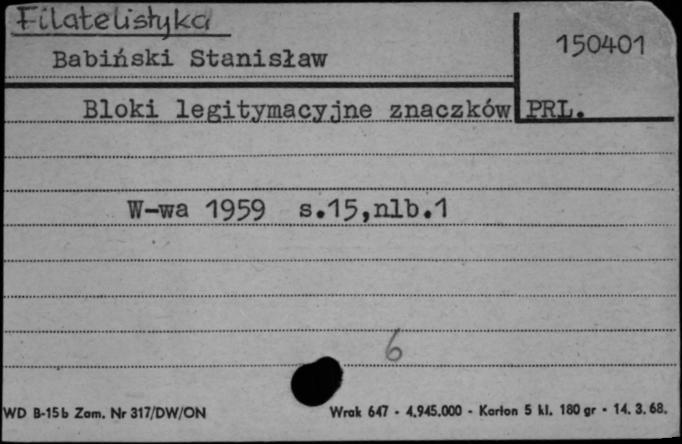 Filatelistyka
150401
Babiński Stanisław
Bloki legitymacyjne znaczków PRL.
W-wa 1959 s.15,nlb.1
6
WD B-15b Zam. Nr 317/DW/ON Wrak 647 - 4.945.000 - Karton 5 kl. 180 gr - 14. 3. 68.